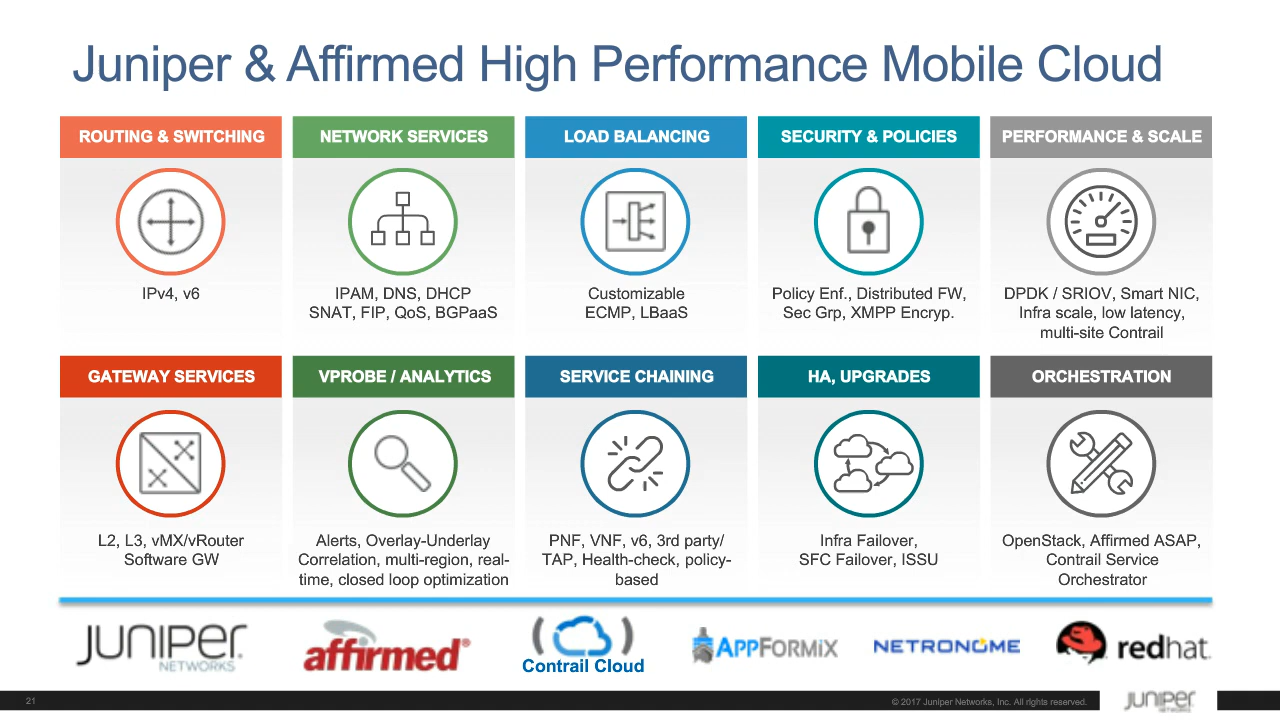 Juniper & Affirmed High Performance Mobile Cloud
ROUTING & SWITCHING
IPv4, v6
NETWORK SERVICES
IPAM, DNS, DHCP
SNAT, FIP, QoS, BGPaaS
LOAD BALANCING
Customizable
ECMP, LBaaS
SECURITY & POLICIES
Policy Enf., Distributed FW,
Sec Grp, XMPP Encryp.
PERFORMANCE & SCALE
DPDK / SRIOV, Smart NIC,
Infra scale, low latency,
multi-site Contrail
GATEWAY SERVICES
L2, L3, vMX/vRouter
Software GW
VPROBE / ANALYTICS
Alerts, Overlay-Underlay
Correlation, multi-region, real-
time, closed loop optimization
SERVICE CHAINING
PNF, VNF, v6, 3rd party/
TAP, Health-check, policy-
based
HA, UPGRADES
Infra Failover,
SFC Failover, ISSU
ORCHESTRATION
OpenStack, Affirmed ASAP,
Contrail Service
Orchestrator
JUNIPER
NETWORKS
affirmed®
Contrail Cloud
APPFORMIX
NETRONOME
redhat.
21
© 2017 Juniper Networks, Inc. All rights reserved.
JUNIPER
NETWORKS